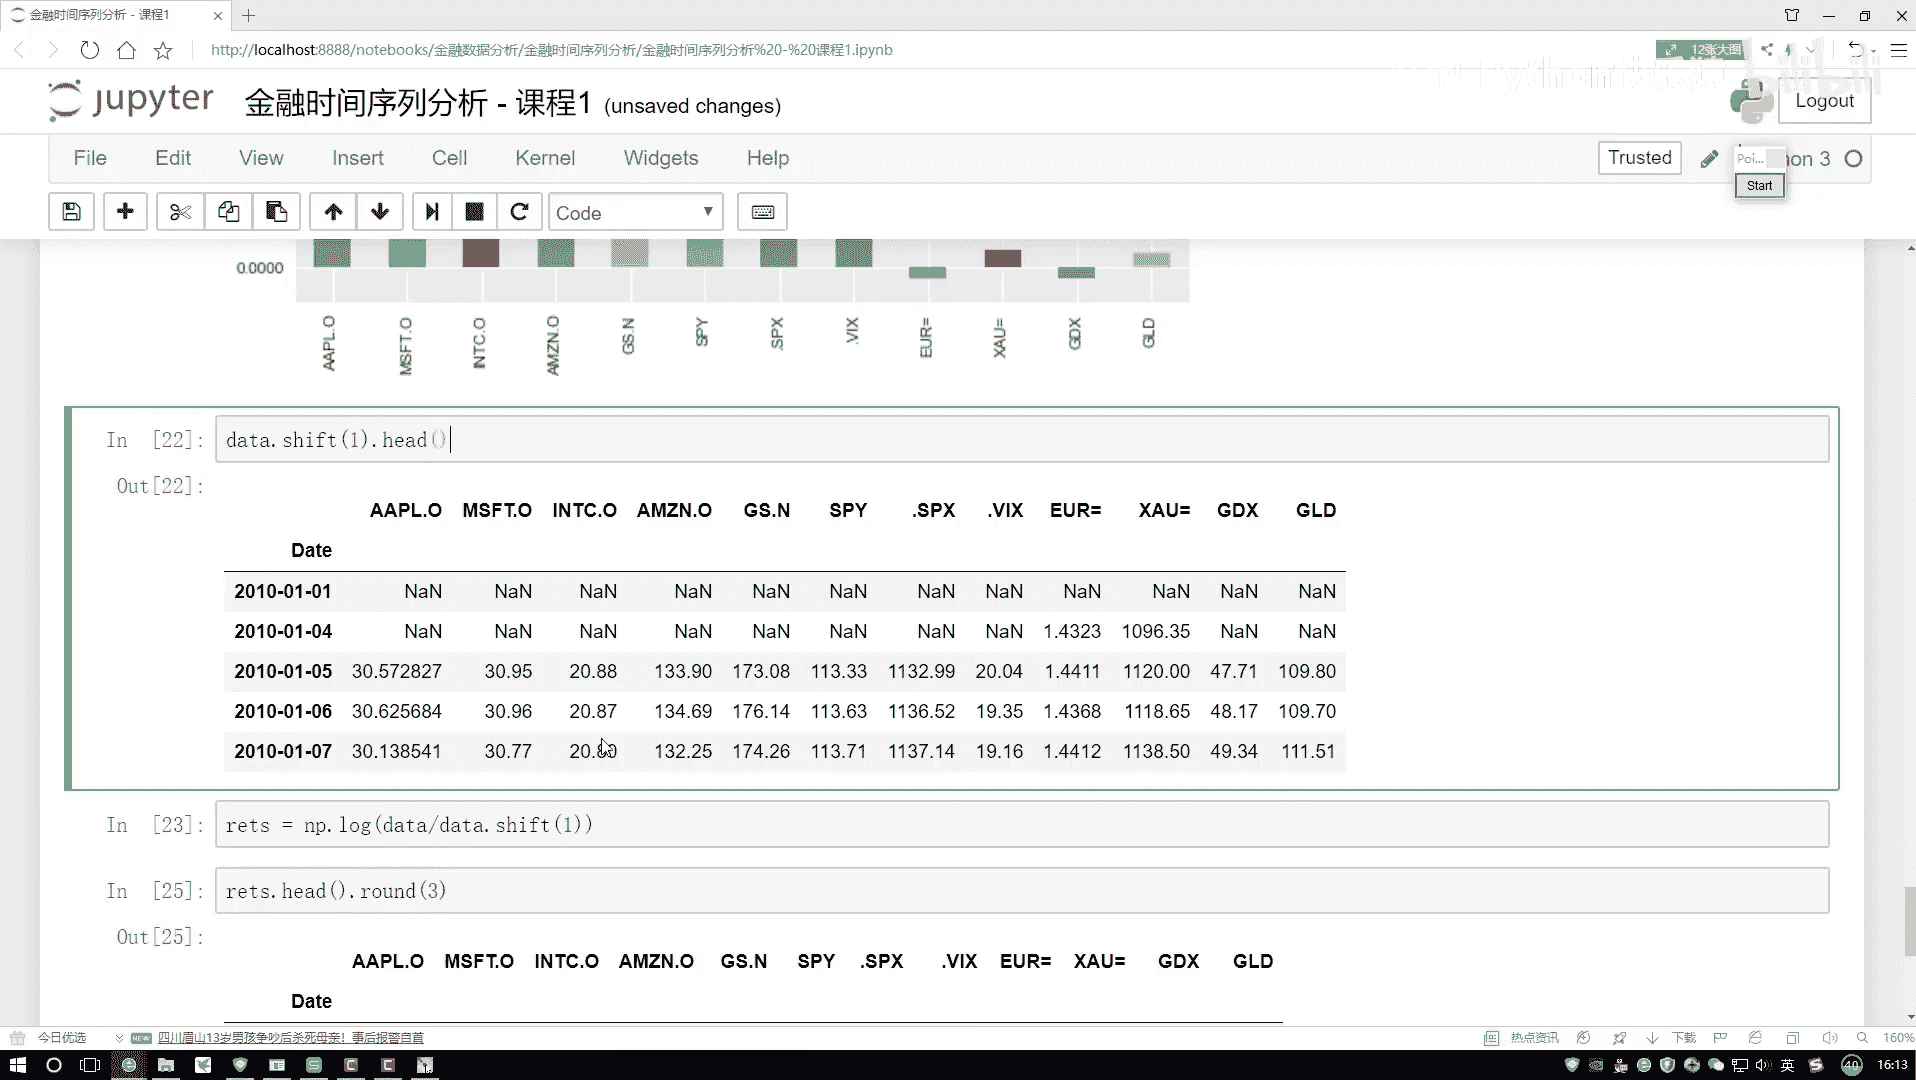 金融时间序列分析 - 课程1
http://localhost:8888/notebooks/金融数据分析/金融时间序列分析/金融时间序列分析%20-%20课程1.ipynb
12张大图
bilibili
jupyter 金融时间序列分析 - 课程1 (unsaved changes)
Logout
File Edit View Insert Cell Kernel Widgets Help
Trusted
Poi...
on 3
Start
Code
0.0000
AAPL.O MSFT.O INTC.O AMZN.O GS.N SPY .SPX .VIX EUR= XAU= GDX GLD
In [22]: data.shift(1).head()
Out[22]:
AAPL.O MSFT.O INTC.O AMZN.O GS.N SPY .SPX .VIX EUR= XAU= GDX GLD
Date
2010-01-01 NaN NaN NaN NaN NaN NaN NaN NaN NaN NaN NaN NaN
2010-01-04 NaN NaN NaN NaN NaN NaN NaN NaN 1.4323 1096.35 NaN NaN
2010-01-05 30.572827 30.95 20.88 133.90 173.08 113.33 1132.99 20.04 1.4411 1120.00 47.71 109.80
2010-01-06 30.625684 30.96 20.87 134.69 176.14 113.63 1136.52 19.35 1.4368 1118.65 48.17 109.70
2010-01-07 30.138541 30.77 20.80 132.25 174.26 113.71 1137.14 19.16 1.4412 1138.50 49.34 111.51
In [23]: rets = np.log(data/data.shift(1))
In [25]: rets.head().round(3)
Out[25]:
AAPL.O MSFT.O INTC.O AMZN.O GS.N SPY .SPX .VIX EUR= XAU= GDX GLD
Date
今日优选 NEW 四川眉山13岁男孩争吵后杀死母亲！事后报警自首
热点资讯 下载 160%
英 40 16:13